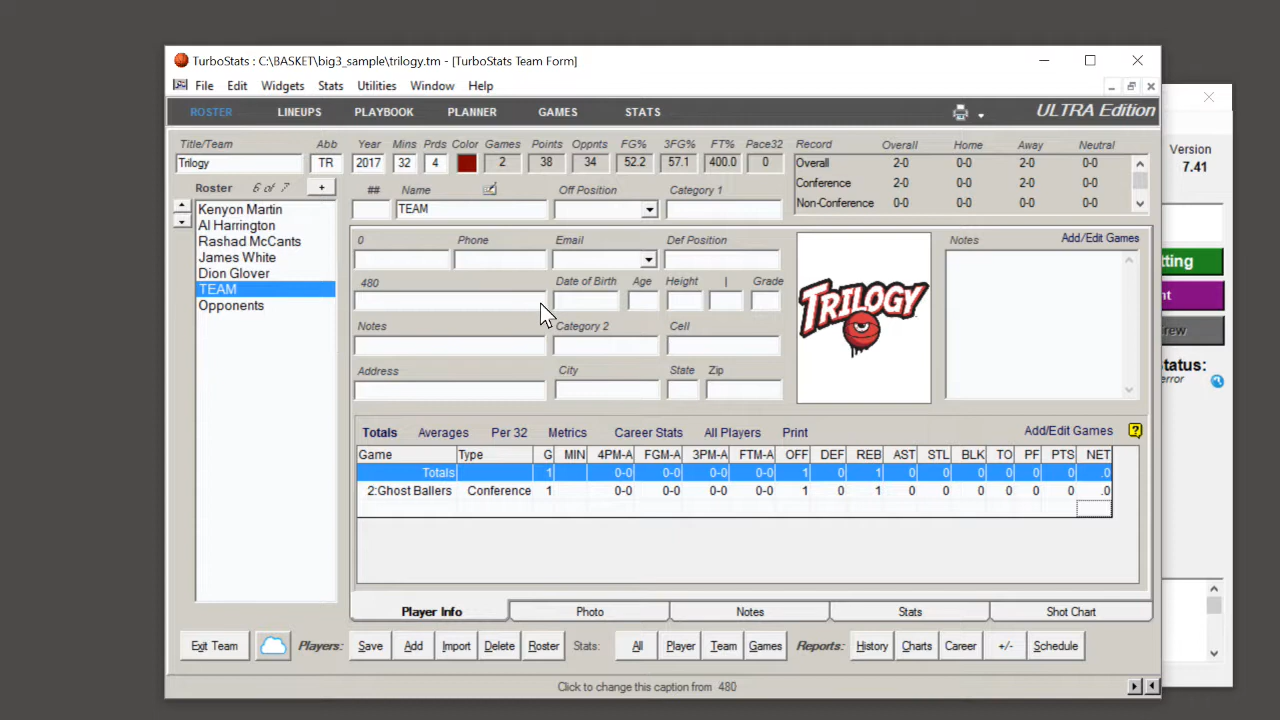 TurboStats : C:\BASKET\big3_sample\trilogy.tm - [TurboStats Team Form]
File Edit Widgets Stats Utilities Window Help
ROSTER LINEUPS PLAYBOOK PLANNER GAMES STATS ULTRA Edition
Title/Team Abb Year Mins Prds Color Games Points Oppnts FG% 3FG% FT% Pace32 Record Overall Home Away Neutral
Trilogy TR 2017 32 4 2 38 34 52.2 57.1 400.0 0 Overall 2-0 0-0 2-0 0-0
Conference 2-0 0-0 2-0 0-0
Non-Conference 0-0 0-0 0-0 0-0
Roster 6 of 7 + ## Name Off Position Category 1
TEAM
Kenyon Martin
Al Harrington
Rashad McCants
James White
Dion Glover
TEAM
Opponents
0 Phone Email Def Position
480 Date of Birth Age Height | Grade
Notes Category 2 Cell
Address City State Zip
TRILOGY
Notes Add/Edit Games
Totals Averages Per 32 Metrics Career Stats All Players Print Add/Edit Games ?
Game Type G MIN 4PM-A FGM-A 3PM-A FTM-A OFF DEF REB AST STL BLK TO PF PTS NET
Totals 1 0-0 0-0 0-0 0-0 1 0 1 0 0 0 0 0 0 .0
2:Ghost Ballers Conference 1 0-0 0-0 0-0 0-0 1 0 1 0 0 0 0 0 0 .0
Player Info Photo Notes Stats Shot Chart
Exit Team Players: Save Add Import Delete Roster Stats: All Player Team Games Reports: History Charts Career +/- Schedule
Click to change this caption from 480
Version
7.41
tting
nt
rew
tatus:
error